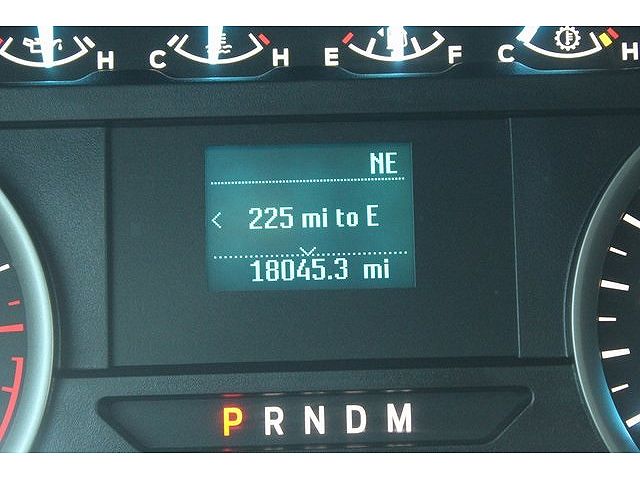 H C H E F C H
NE
< 225 mi to E
18045.3 mi
P R N D M